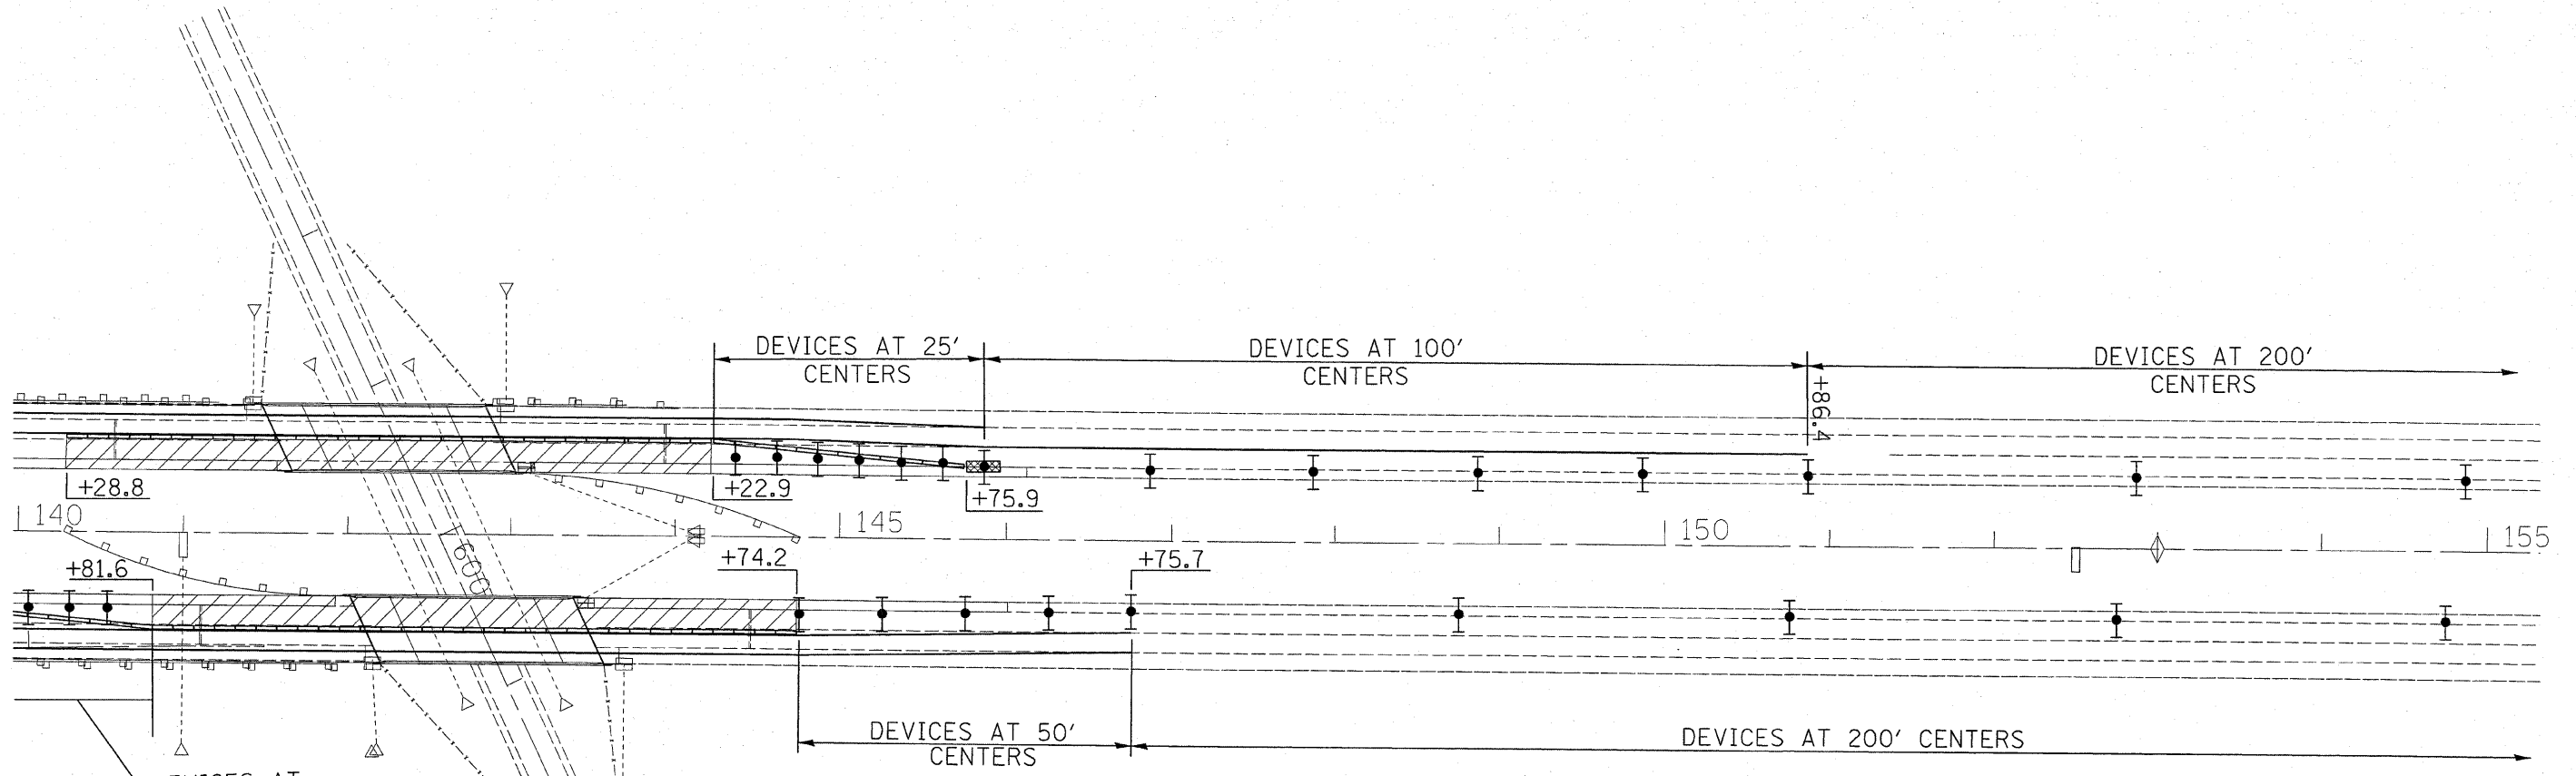 DEVICES AT 25′
CENTERS
DEVICES AT 100′
CENTERS
DEVICES AT 200′
CENTERS
+86.4
+28.8
+22.9
+75.9
140
145
150
155
600
+81.6
+74.2
+75.7
DEVICES AT 50′
CENTERS
DEVICES AT 200′ CENTERS